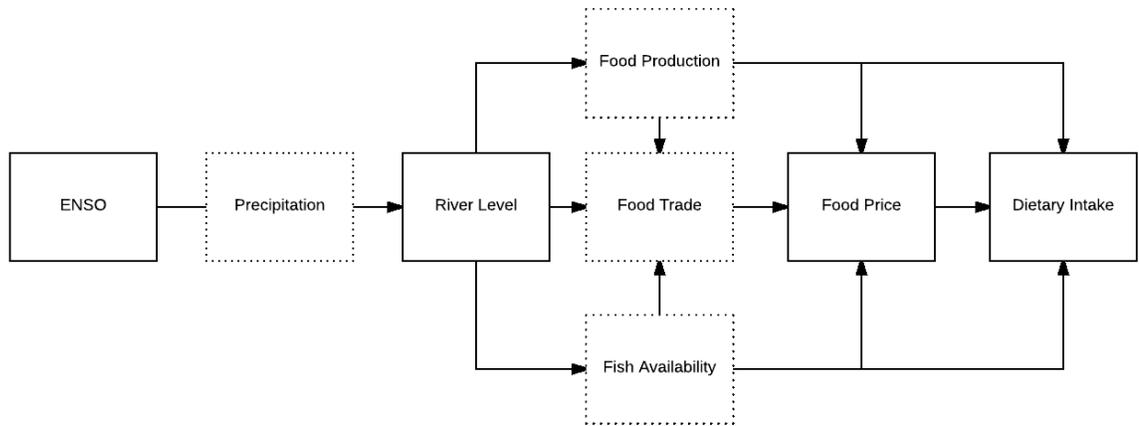 Food Production
ENSO
Precipitation
River Level
Food Trade
Food Price
Dietary Intake
Fish Availability